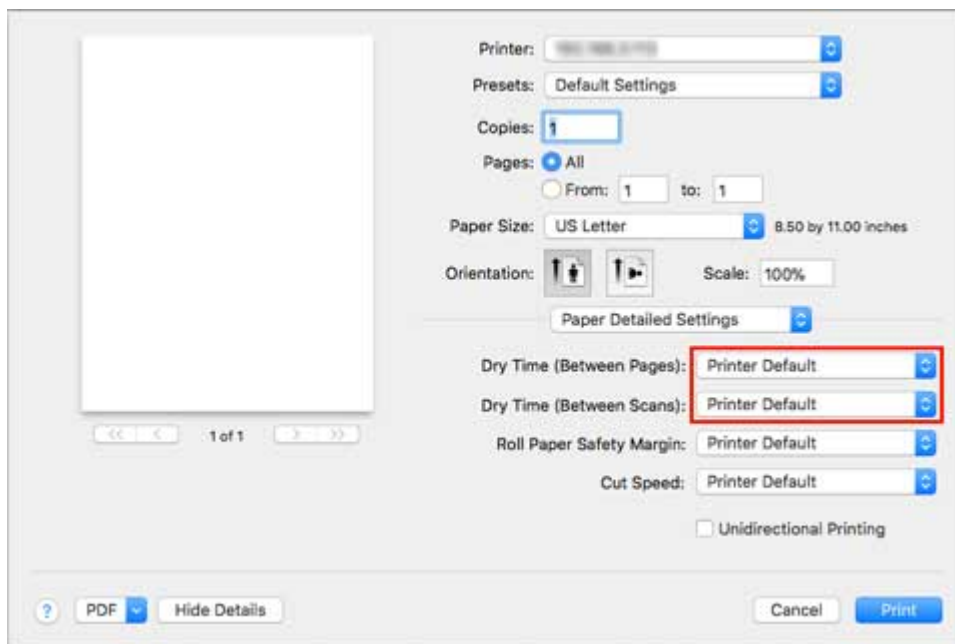 Printer:
Presets: Default Settings
Copies: 1
Pages: All
From: 1 to: 1
Paper Size: US Letter 8.50 by 11.00 inches
Orientation: Scale: 100%
Paper Detailed Settings
Dry Time (Between Pages): Printer Default
Dry Time (Between Scans): Printer Default
1 of 1
Roll Paper Safety Margin: Printer Default
Cut Speed: Printer Default
Unidirectional Printing
? PDF Hide Details Cancel Print